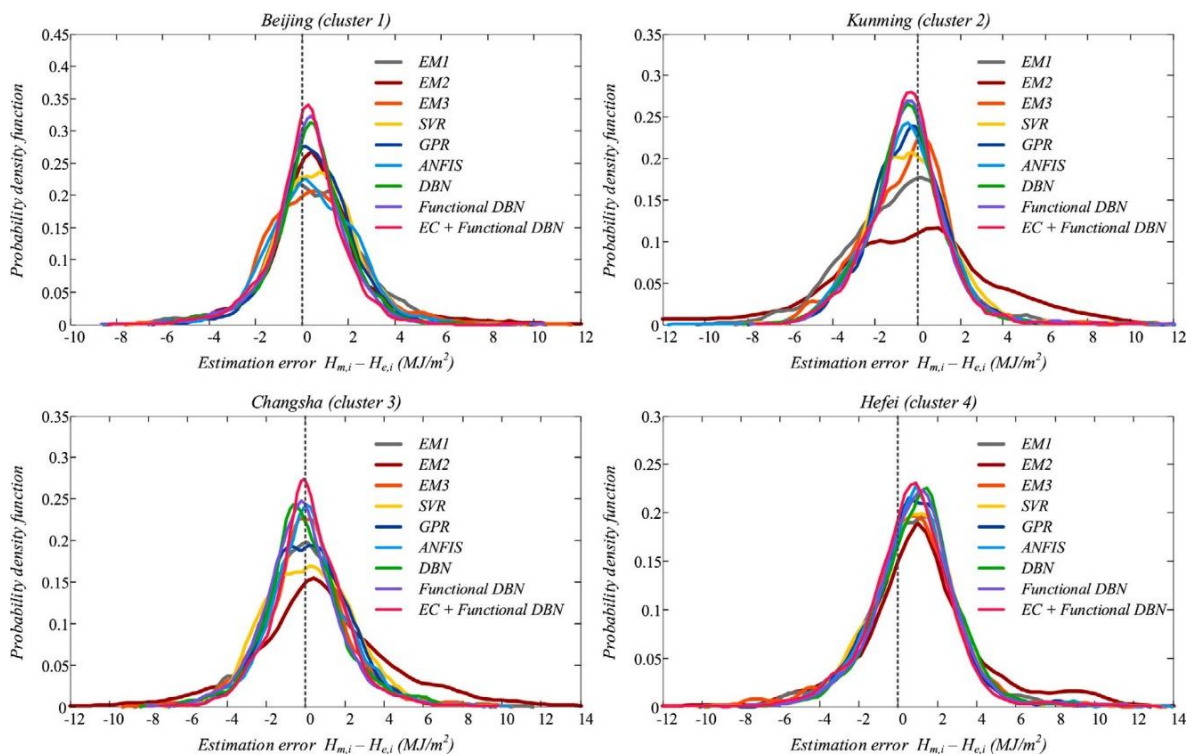 Beijing (cluster 1)
0.45
0.4
0.35
0.3
0.25
0.2
0.15
0.1
0.05
0
Probability density function
EM1
EM2
EM3
SVR
GPR
ANFIS
DBN
Functional DBN
EC + Functional DBN
-10 -8 -6 -4 -2 0 2 4 6 8 10 12
Estimation error H_{m,i} – H_{e,i} (MJ/m²)
Kunming (cluster 2)
0.35
0.3
0.25
0.2
0.15
0.1
0.05
0
Probability density function
EM1
EM2
EM3
SVR
GPR
ANFIS
DBN
Functional DBN
EC + Functional DBN
-12 -10 -8 -6 -4 -2 0 2 4 6 8 10 12
Estimation error H_{m,i} – H_{e,i} (MJ/m²)
Changsha (cluster 3)
0.35
0.3
0.25
0.2
0.15
0.1
0.05
0
Probability density function
EM1
EM2
EM3
SVR
GPR
ANFIS
DBN
Functional DBN
EC + Functional DBN
-12 -10 -8 -6 -4 -2 0 2 4 6 8 10 12 14
Estimation error H_{m,i} – H_{e,i} (MJ/m²)
Hefei (cluster 4)
0.3
0.25
0.2
0.15
0.1
0.05
0
Probability density function
EM1
EM2
EM3
SVR
GPR
ANFIS
DBN
Functional DBN
EC + Functional DBN
-12 -10 -8 -6 -4 -2 0 2 4 6 8 10 14
Estimation error H_{m,i} – H_{e,i} (MJ/m²)